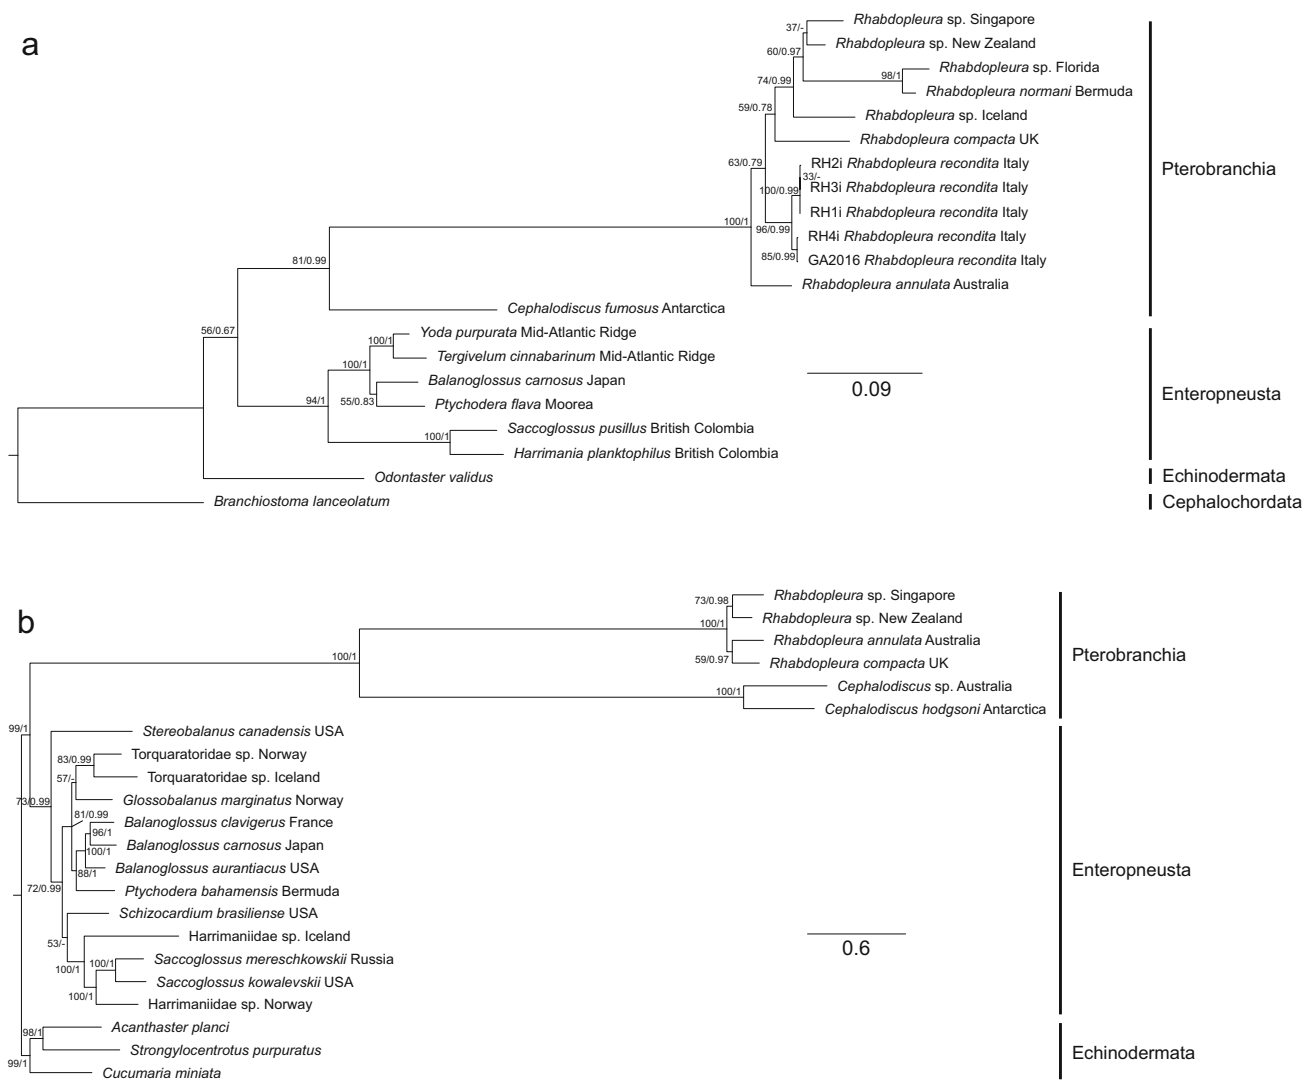 a
37/-
Rhabdopleura sp. Singapore
Rhabdopleura sp. New Zealand
60/0.97
98/1
Rhabdopleura sp. Florida
Rhabdopleura normani Bermuda
74/0.99
Rhabdopleura sp. Iceland
59/0.78
Rhabdopleura compacta UK
63/0.79
RH2i Rhabdopleura recondita Italy
33/-
100/0.99
RH3i Rhabdopleura recondita Italy
RH1i Rhabdopleura recondita Italy
100/1
96/0.99
RH4i Rhabdopleura recondita Italy
85/0.99
GA2016 Rhabdopleura recondita Italy
Rhabdopleura annulata Australia
81/0.99
Cephalodiscus fumosus Antarctica
Pterobranchia
56/0.67
100/1
Yoda purpurata Mid-Atlantic Ridge
Tergivelum cinnabarinum Mid-Atlantic Ridge
100/1
Balanoglossus carnosus Japan
55/0.83
Ptychodera flava Moorea
94/1
Saccoglossus pusillus British Colombia
100/1
Harrimania planktophilus British Colombia
Enteropneusta
0.09
Odontaster validus
Echinodermata
Branchiostoma lanceolatum
Cephalochordata
b
73/0.98
Rhabdopleura sp. Singapore
Rhabdopleura sp. New Zealand
100/1
Rhabdopleura annulata Australia
59/0.97
Rhabdopleura compacta UK
100/1
Cephalodiscus sp. Australia
100/1
Cephalodiscus hodgsoni Antarctica
Pterobranchia
99/1
Stereobalanus canadensis USA
83/0.99
Torquaratoridae sp. Norway
57/-
Torquaratoridae sp. Iceland
Glossobalanus marginatus Norway
73/0.99
81/0.99
Balanoglossus clavigerus France
96/1
Balanoglossus carnosus Japan
100/1
Balanoglossus aurantiacus USA
88/1
Ptychodera bahamensis Bermuda
72/0.99
Schizocardium brasiliense USA
53/-
Harrimaniidae sp. Iceland
100/1
100/1
Saccoglossus mereschkowskii Russia
Saccoglossus kowalevskii USA
100/1
Harrimaniidae sp. Norway
Enteropneusta
0.6
98/1
Acanthaster planci
Strongylocentrotus purpuratus
99/1
Cucumaria miniata
Echinodermata